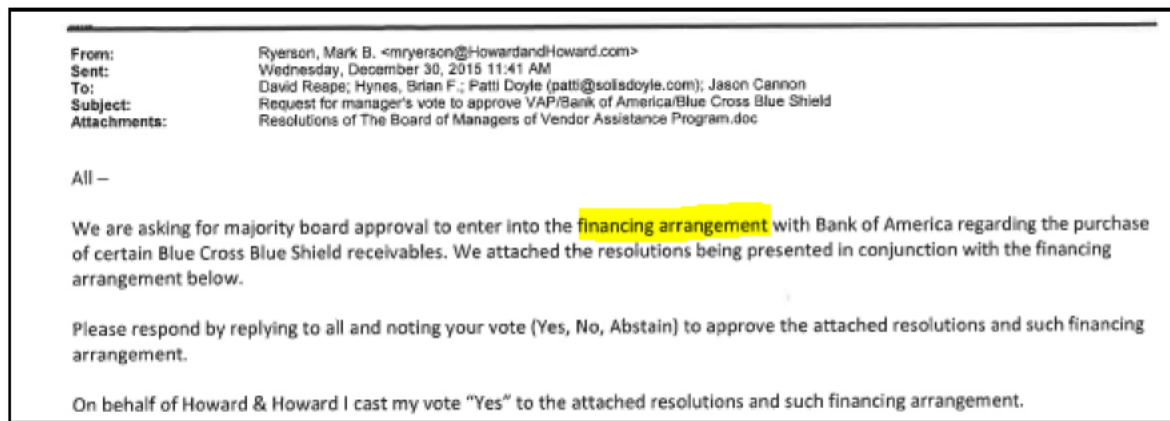 From: Ryerson, Mark B. <mryerson@HowardandHoward.com>
Sent: Wednesday, December 30, 2015 11:41 AM
To: David Reape; Hynes, Brian F.; Patti Doyle (patti@solisdoyle.com); Jason Cannon
Subject: Request for manager's vote to approve VAP/Bank of America/Blue Cross Blue Shield
Attachments: Resolutions of The Board of Managers of Vendor Assistance Program.doc
All –
We are asking for majority board approval to enter into the financing arrangement with Bank of America regarding the purchase
of certain Blue Cross Blue Shield receivables. We attached the resolutions being presented in conjunction with the financing
arrangement below.
Please respond by replying to all and noting your vote (Yes, No, Abstain) to approve the attached resolutions and such financing
arrangement.
On behalf of Howard & Howard I cast my vote "Yes" to the attached resolutions and such financing arrangement.